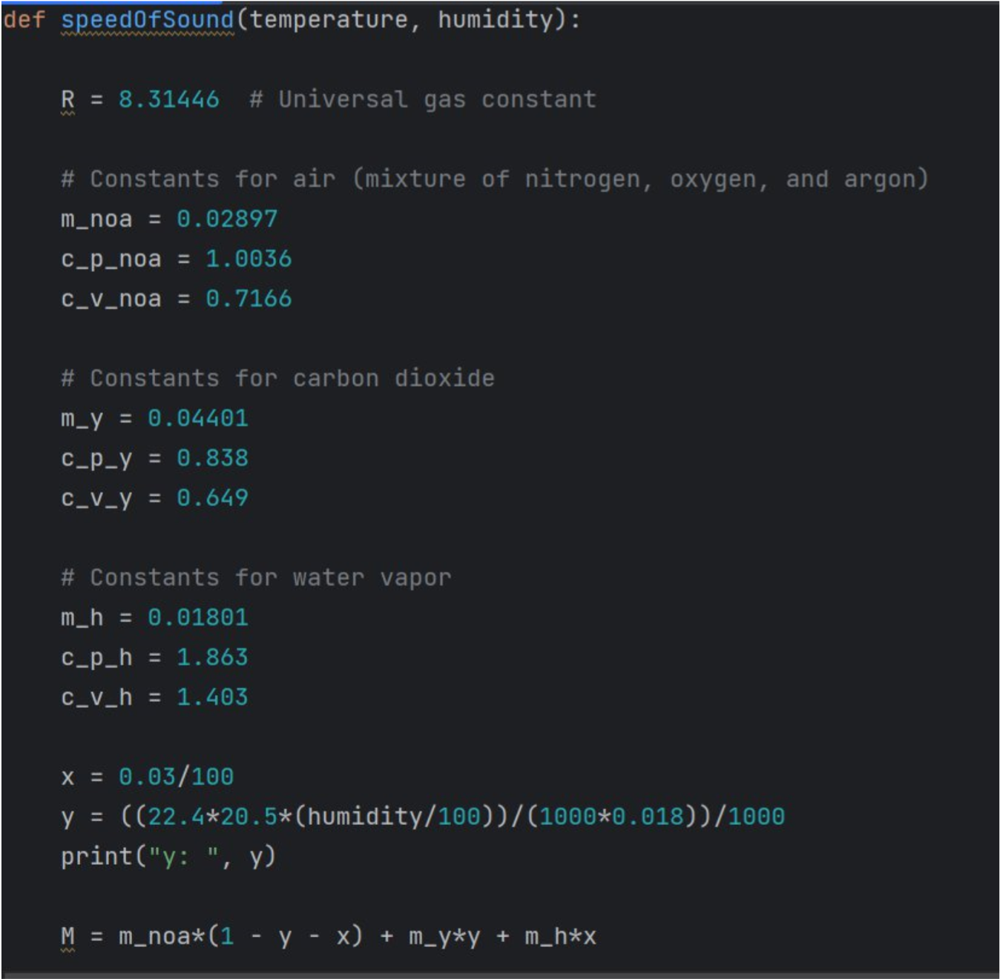 def speedOfSound(temperature, humidity):
R = 8.31446  # Universal gas constant
# Constants for air (mixture of nitrogen, oxygen, and argon)
m_noa = 0.02897
c_p_noa = 1.0036
c_v_noa = 0.7166
# Constants for carbon dioxide
m_y = 0.04401
c_p_y = 0.838
c_v_y = 0.649
# Constants for water vapor
m_h = 0.01801
c_p_h = 1.863
c_v_h = 1.403
x = 0.03/100
y = ((22.4*20.5*(humidity/100))/(1000*0.018))/1000
print("y: ", y)
M = m_noa*(1 - y - x) + m_y*y + m_h*x